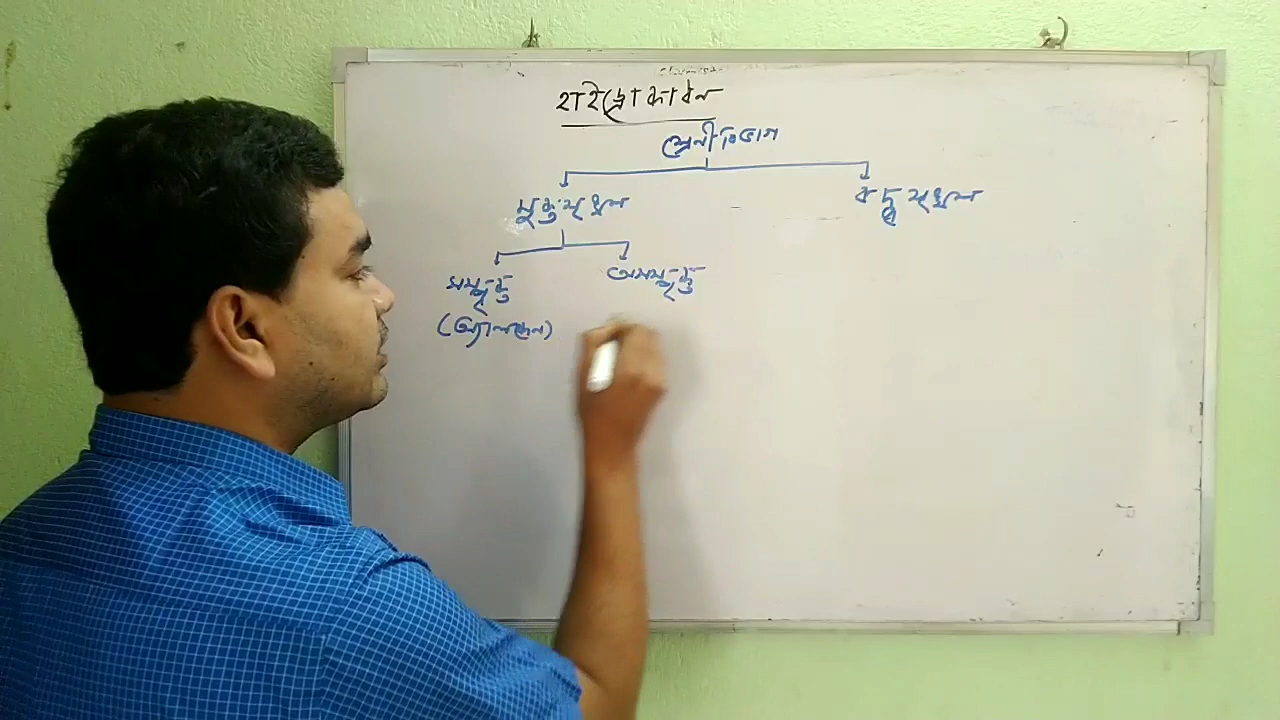 হাইড্রোকার্বন
শ্রেনী বিভাগ
মুক্ত শৃঙ্খল বদ্ধ শৃঙ্খল
সম্পৃক্ত অসম্পৃক্ত
(অ্যালকেন)